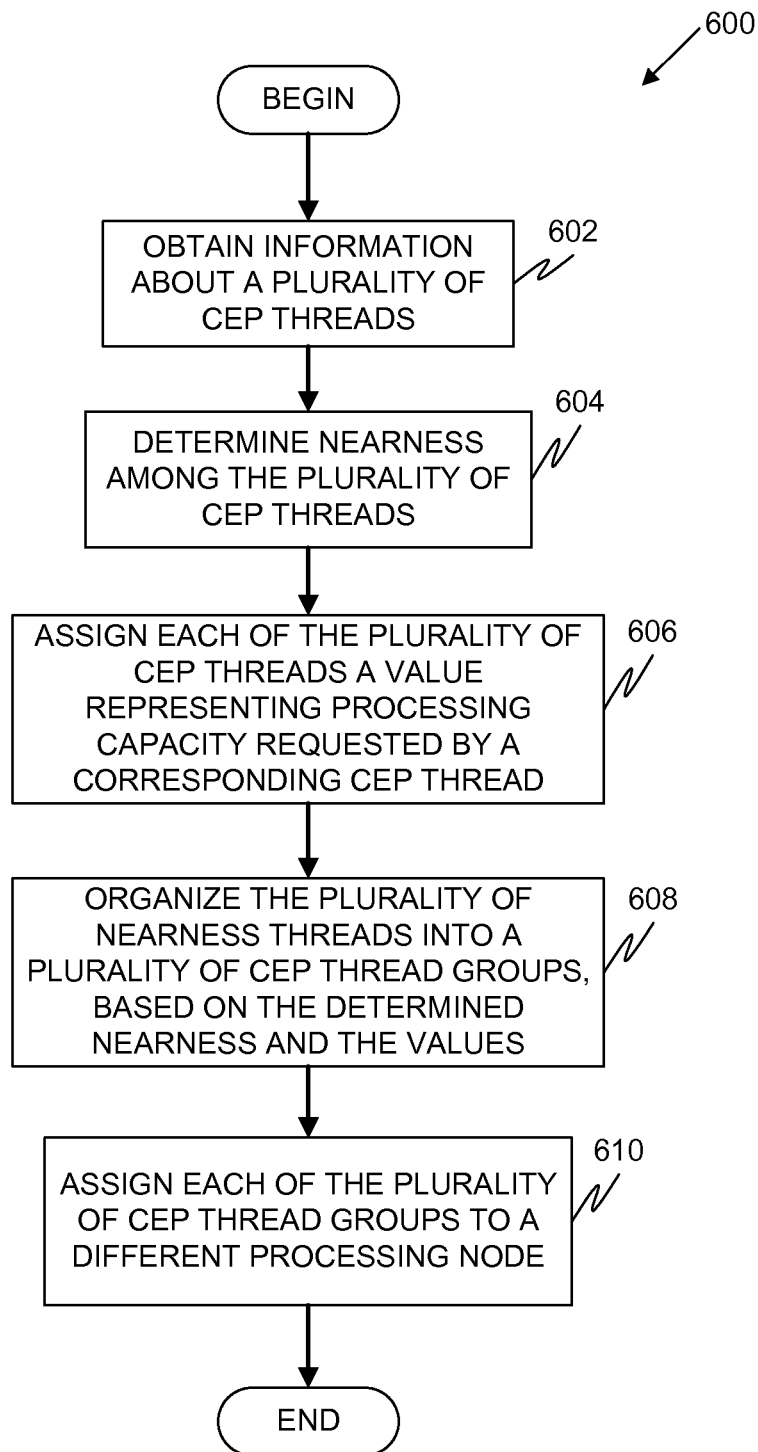 600
BEGIN
OBTAIN INFORMATION
ABOUT A PLURALITY OF
CEP THREADS
602
DETERMINE NEARNESS
AMONG THE PLURALITY OF
CEP THREADS
604
ASSIGN EACH OF THE PLURALITY OF
CEP THREADS A VALUE
REPRESENTING PROCESSING
CAPACITY REQUESTED BY A
CORRESPONDING CEP THREAD
606
ORGANIZE THE PLURALITY OF
NEARNESS THREADS INTO A
PLURALITY OF CEP THREAD GROUPS,
BASED ON THE DETERMINED
NEARNESS AND THE VALUES
608
ASSIGN EACH OF THE PLURALITY
OF CEP THREAD GROUPS TO A
DIFFERENT PROCESSING NODE
610
END